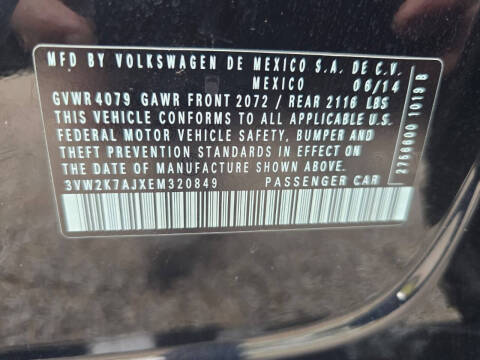 MFD BY VOLKSWAGEN DE MEXICO S.A. DE C.V.
MEXICO 06/14
GVWR 4079 GAWR FRONT 2072 / REAR 2116 LBS
THIS VEHICLE CONFORMS TO ALL APPLICABLE U.S.
FEDERAL MOTOR VEHICLE SAFETY, BUMPER AND
THEFT PREVENTION STANDARDS IN EFFECT ON
THE DATE OF MANUFACTURE SHOWN ABOVE.
3VW2K7AJXEM320849 PASSENGER CAR
2758600 1019 B